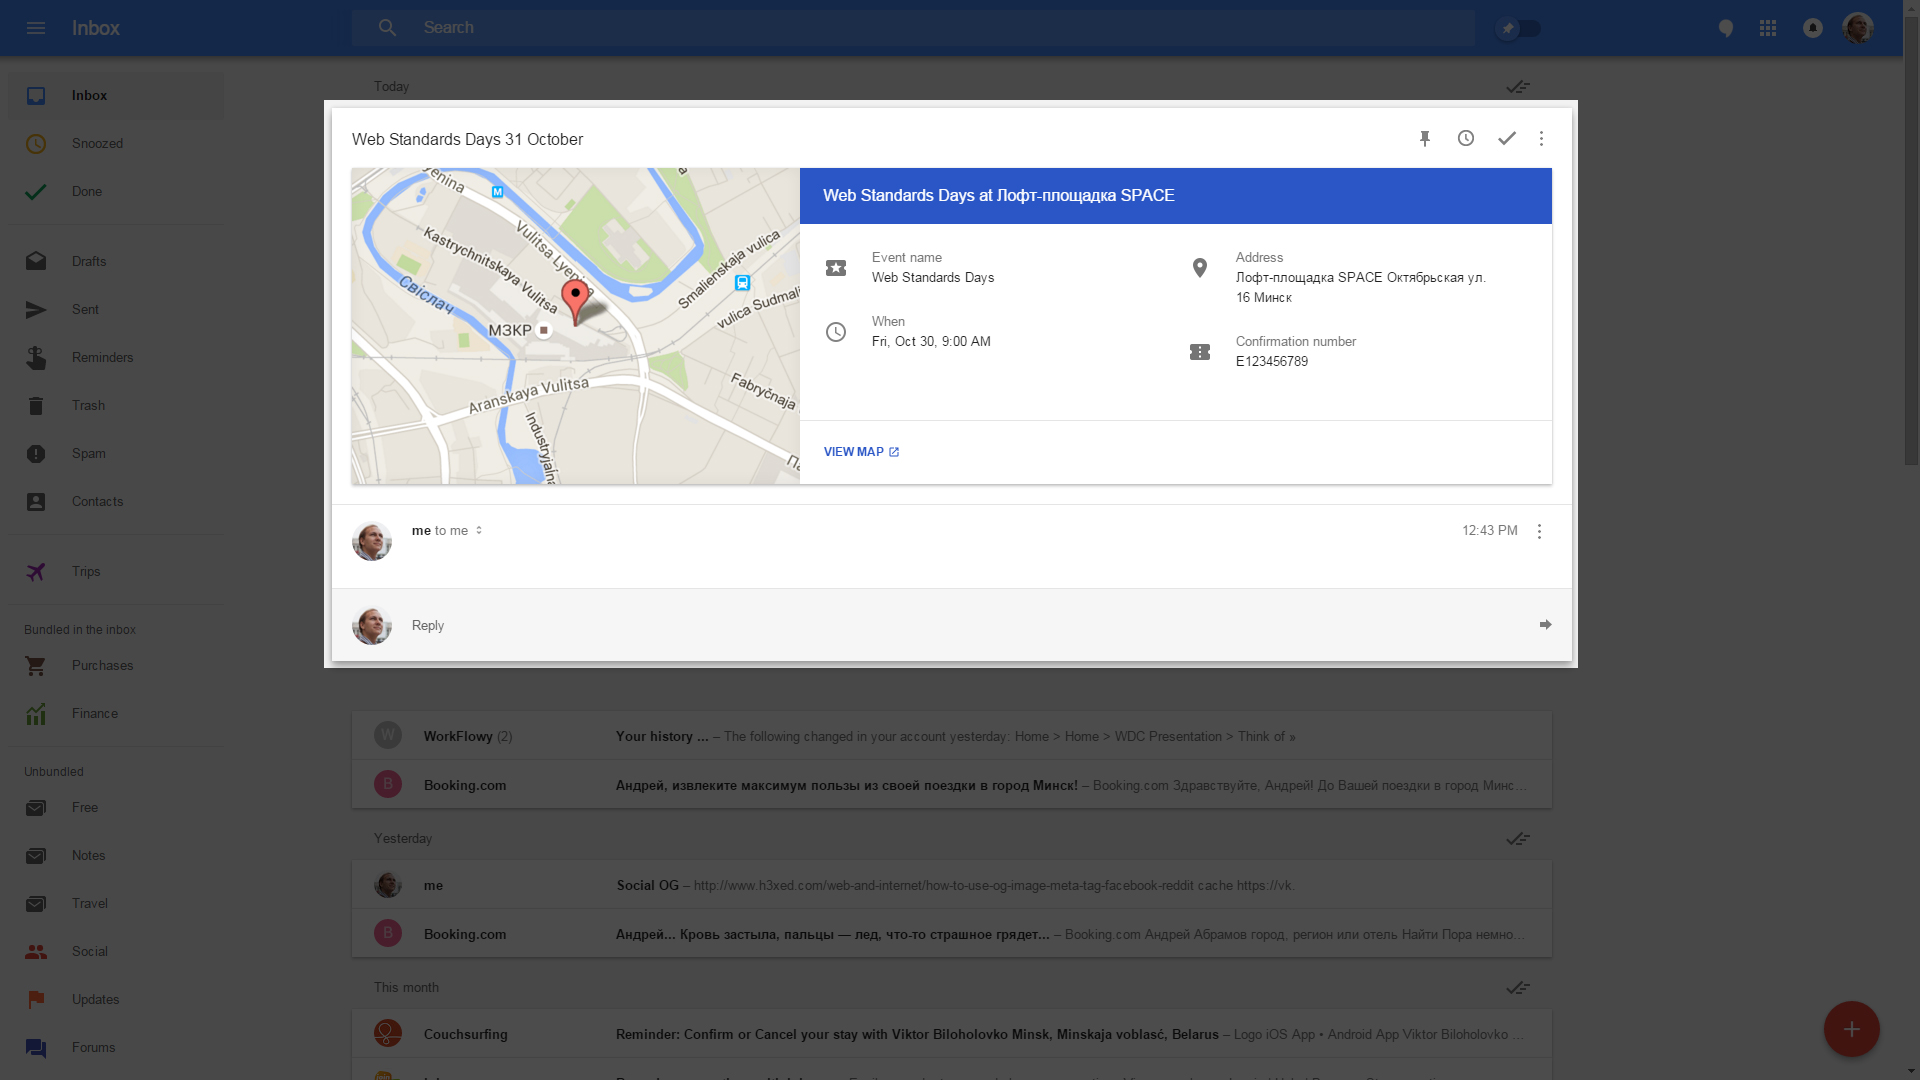 Inbox
Search
Inbox
Snoozed
Done
Drafts
Sent
Reminders
Trash
Spam
Contacts
Trips
Bundled in the inbox
Purchases
Finance
Unbundled
Free
Notes
Travel
Social
Updates
Forums
Today
Web Standards Days 31 October
yenina
M
Vulitsa Lyeni
Kastryčnitskaya Vulitsa
Свіслач
МЗКР
Smalienskaja vulica
vulica Sudmali
Aranskaya Vulitsa
Fabryčnaja
Industryjaĺna
Web Standards Days at Лофт-площадка SPACE
Event name
Web Standards Days
When
Fri, Oct 30, 9:00 AM
Address
Лофт-площадка SPACE Октябрьская ул.
16 Минск
Confirmation number
E123456789
VIEW MAP
me to me
12:43 PM
Reply
W WorkFlowy (2) Your history ... – The following changed in your account yesterday: Home > Home > WDC Presentation > Think of »
B Booking.com Андрей, извлеките максимум пользы из своей поездки в город Минск! – Booking.com Здравствуйте, Андрей! До Вашей поездки в город Минс...
Yesterday
me Social OG – http://www.h3xed.com/web-and-internet/how-to-use-og-image-meta-tag-facebook-reddit cache https://vk.
B Booking.com Андрей... Кровь застыла, пальцы — лед, что-то страшное грядет... – Booking.com Андрей Абрамов город, регион или отель Найти Пора немно...
This month
Couchsurfing Reminder: Confirm or Cancel your stay with Viktor Biloholovko Minsk, Minskaja voblasć, Belarus – Logo iOS App • Android App Viktor Biloholovko ...